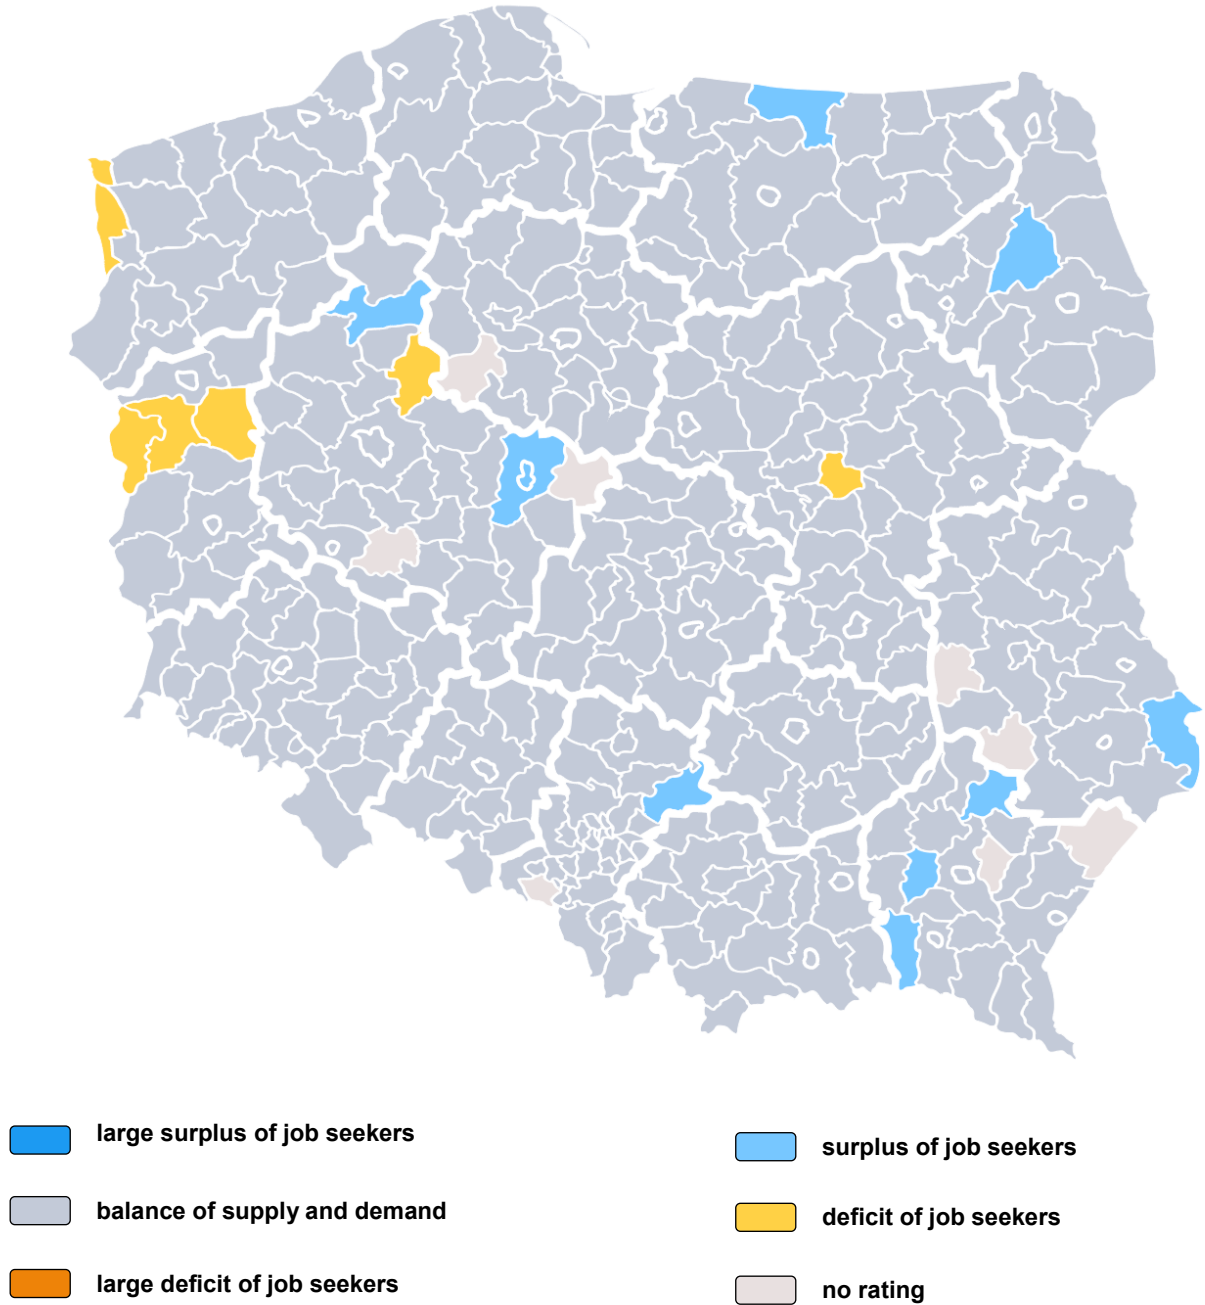 large surplus of job seekers
surplus of job seekers
balance of supply and demand
deficit of job seekers
large deficit of job seekers
no rating